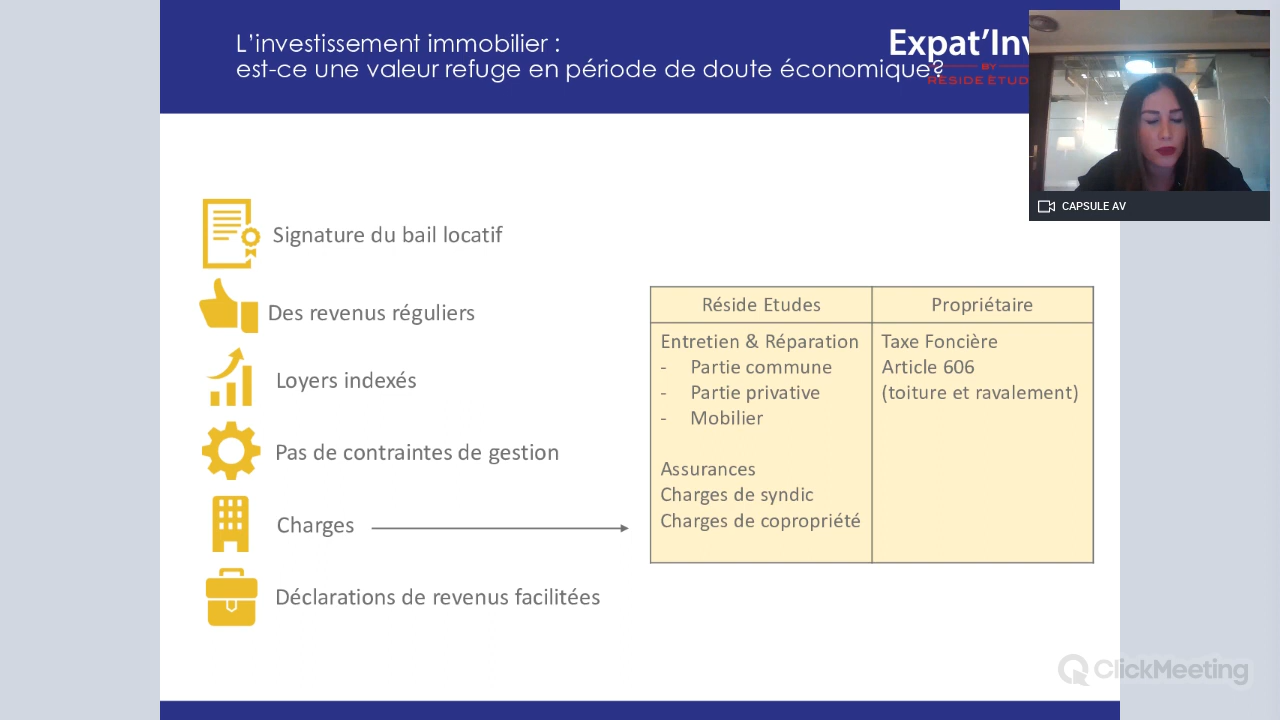 L'investissement immobilier :
est-ce une valeur refuge en période de doute économique?
Expat'Inv
BY
RÉSIDE ÉTUD
CAPSULE AV
Signature du bail locatif
Des revenus réguliers
Loyers indexés
Pas de contraintes de gestion
Charges
Déclarations de revenus facilitées
Réside Etudes
Propriétaire
Entretien & Réparation
- Partie commune
- Partie privative
- Mobilier
Assurances
Charges de syndic
Charges de copropriété
Taxe Foncière
Article 606
(toiture et ravalement)
ClickMeeting